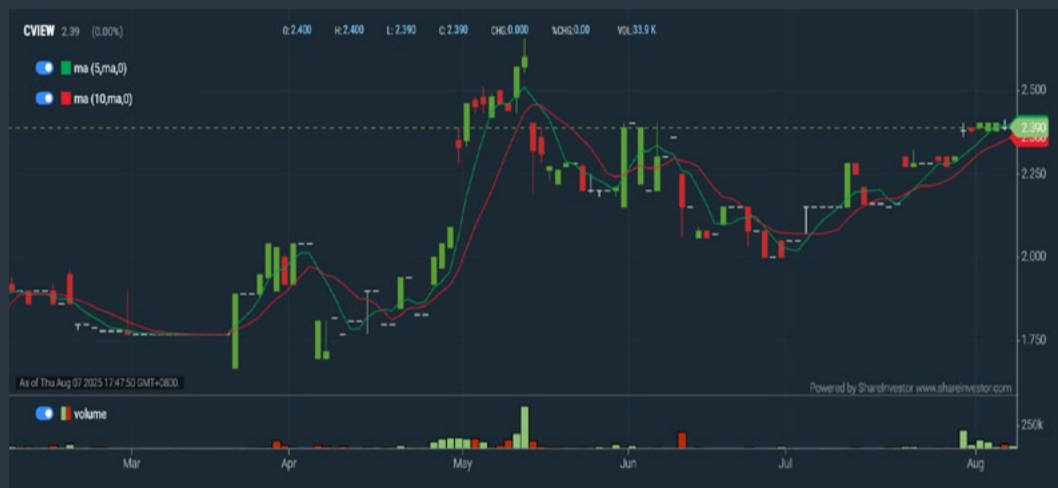 CVIEW 2.39 (0.00%) O: 2.400 H: 2.400 L: 2.390 C: 2.390 CHG:0.000 %CHG:0.00 VOL:33.9 K
ma (5,ma,0)
ma (10,ma,0)
2.500
2.390
2.250
2.000
1.750
As of Thu Aug 07 2025 17:47:50 GMT+0800.
Powered by ShareInvestor www.shareinvestor.com
volume
250k
Mar Apr May Jun Jul Aug